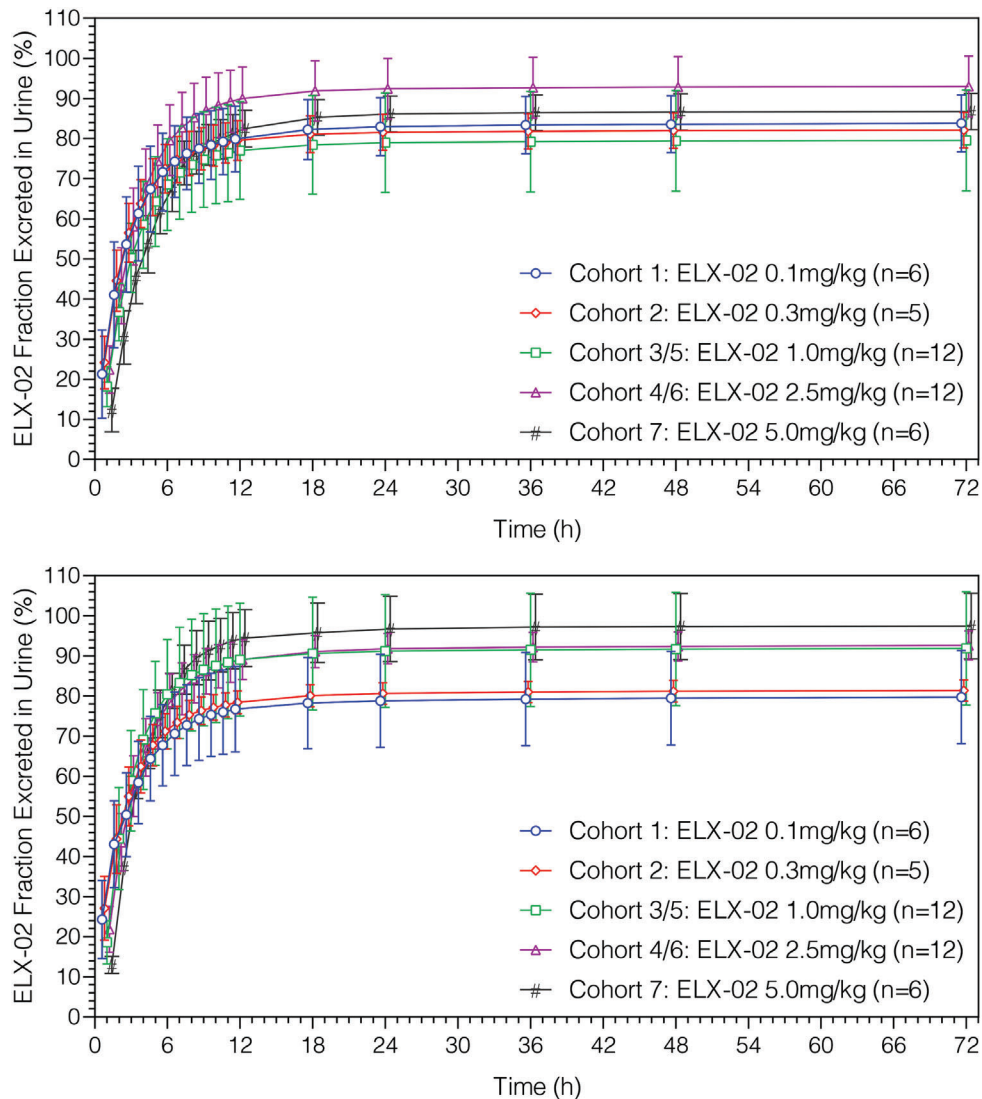 110
100
90
80
70
60
50
40
30
20
10
0
ELX-02 Fraction Excreted in Urine (%)
Cohort 1: ELX-02 0.1mg/kg (n=6)
Cohort 2: ELX-02 0.3mg/kg (n=5)
Cohort 3/5: ELX-02 1.0mg/kg (n=12)
Cohort 4/6: ELX-02 2.5mg/kg (n=12)
Cohort 7: ELX-02 5.0mg/kg (n=6)
0 6 12 18 24 30 36 42 48 54 60 66 72
Time (h)
110
100
90
80
70
60
50
40
30
20
10
0
ELX-02 Fraction Excreted in Urine (%)
Cohort 1: ELX-02 0.1mg/kg (n=6)
Cohort 2: ELX-02 0.3mg/kg (n=5)
Cohort 3/5: ELX-02 1.0mg/kg (n=12)
Cohort 4/6: ELX-02 2.5mg/kg (n=12)
Cohort 7: ELX-02 5.0mg/kg (n=6)
0 6 12 18 24 30 36 42 48 54 60 66 72
Time (h)